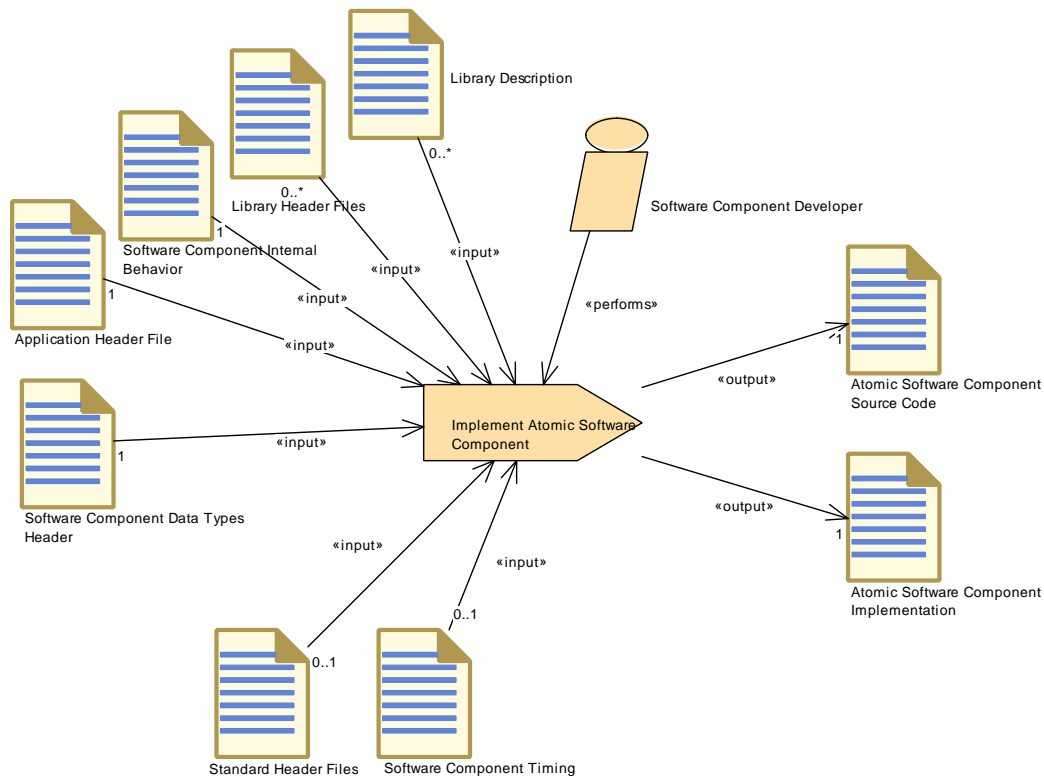 Library Description
0..*
0..*
Library Header Files
Software Component Developer
1
Software Component Internal
Behavior
«input»
«input»
«input»
«performs»
1
Application Header File
«input»
1
«output»
Atomic Software Component
Source Code
Implement Atomic Software
Component
«input»
1
Software Component Data Types
Header
«output»
1
«input»
«input»
Atomic Software Component
Implementation
0..1
0..1
Standard Header Files
Software Component Timing